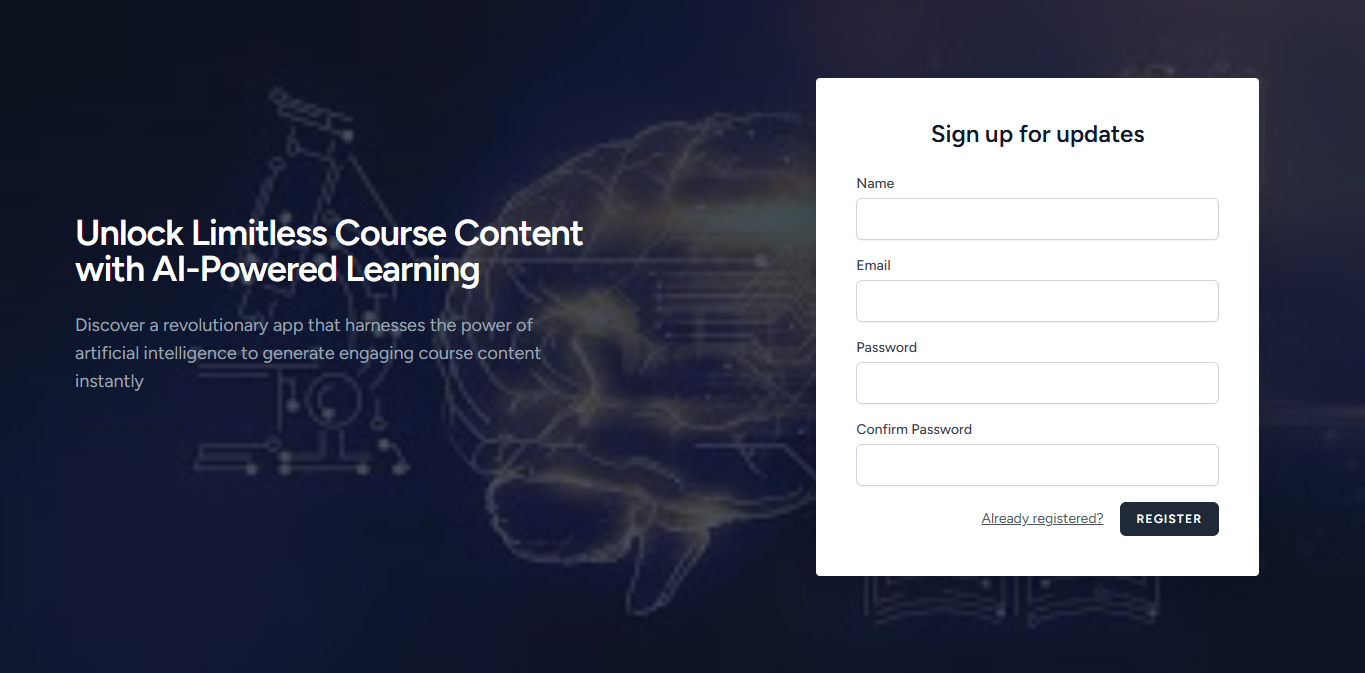 Unlock Limitless Course Content
with AI-Powered Learning
Discover a revolutionary app that harnesses the power of
artificial intelligence to generate engaging course content
instantly
Sign up for updates
Name
Email
Password
Confirm Password
Already registered?
REGISTER